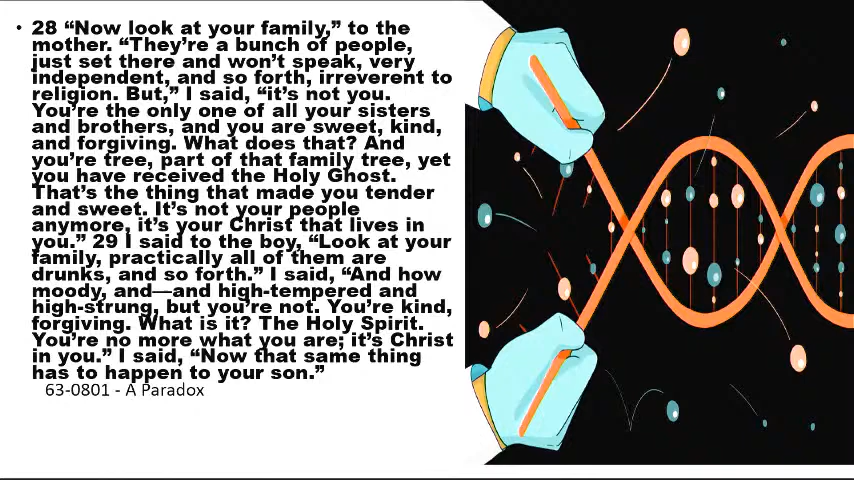 • 28 “Now look at your family,” to the
mother. “They’re a bunch of people,
just set there and won’t speak, very
independent, and so forth, irreverent to
religion. But,” I said, “it’s not you.
You’re the only one of all your sisters
and brothers, and you are sweet, kind,
and forgiving. What does that? And
you’re tree, part of that family tree, yet
you have received the Holy Ghost.
That’s the thing that made you tender
and sweet. It’s not your people
anymore, it’s your Christ that lives in
you.” 29 I said to the boy, “Look at your
family, practically all of them are
drunks, and so forth.” I said, “And how
moody, and—and high-tempered and
high-strung, but you’re not. You’re kind,
forgiving. What is it? The Holy Spirit.
You’re no more what you are; it’s Christ
in you.” I said, “Now that same thing
has to happen to your son.”
63-0801 - A Paradox